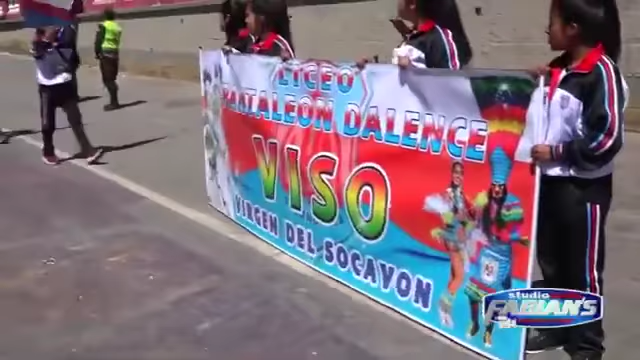 LICEO
PANTALEON DALENCE
VISO
VIRGEN DEL SOCAVON
studio
FABIAN'S